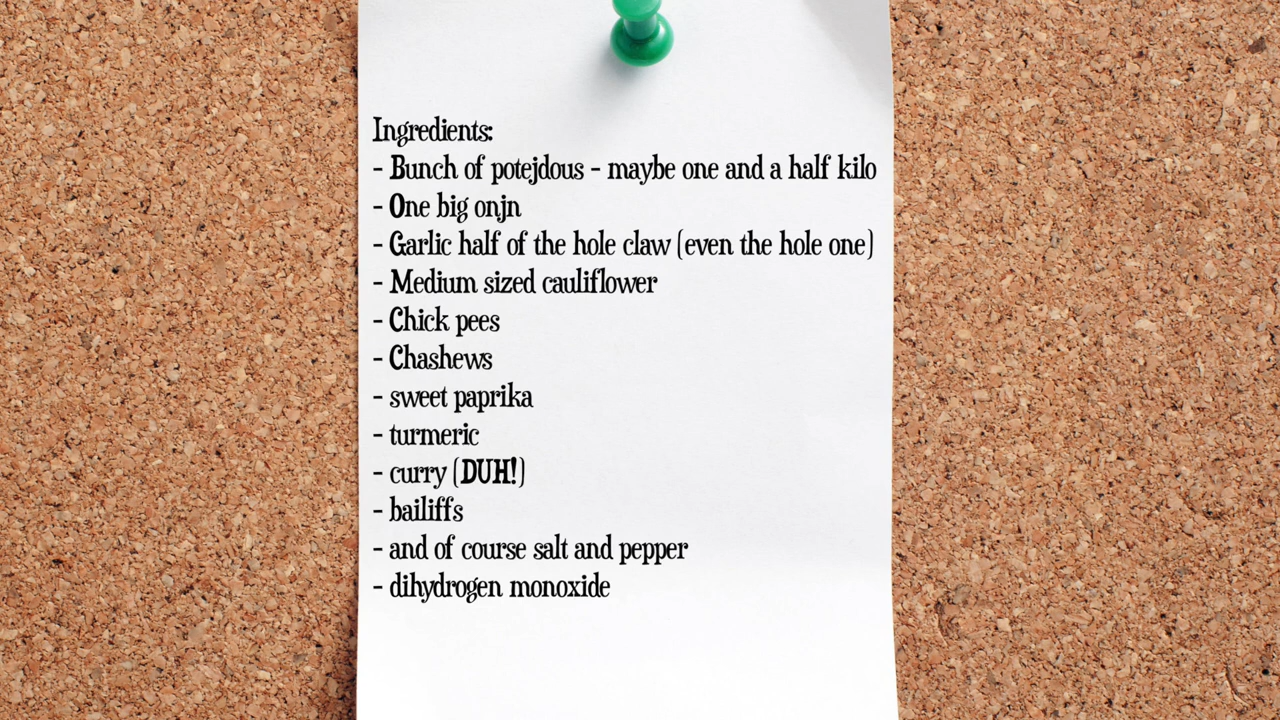 Ingredients:
- Bunch of potejdous - maybe one and a half kilo
- One big onjn
- Garlic half of the hole claw (even the hole one)
- Medium sized cauliflower
- Chick pees
- Chashews
- sweet paprika
- turmeric
- curry (DUH!)
- bailiffs
- and of course salt and pepper
- dihydrogen monoxide